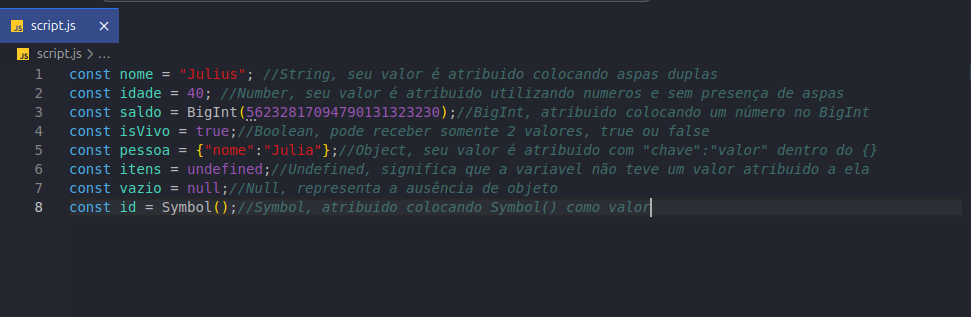 JS script.js ×
JS script.js > ...
1 const nome = "Julius"; //String, seu valor é atribuido colocando aspas duplas
2 const idade = 40; //Number, seu valor é atribuido utilizando numeros e sem presença de aspas
3 const saldo = BigInt(56232817094790131323230);//BigInt, atribuido colocando um número no BigInt
4 const isVivo = true;//Boolean, pode receber somente 2 valores, true ou false
5 const pessoa = {"nome":"Julia"};//Object, seu valor é atribuido com "chave":"valor" dentro do {}
6 const itens = undefined;//Undefined, significa que a variavel não teve um valor atribuido a ela
7 const vazio = null;//Null, representa a ausência de objeto
8 const id = Symbol();//Symbol, atribuido colocando Symbol() como valor